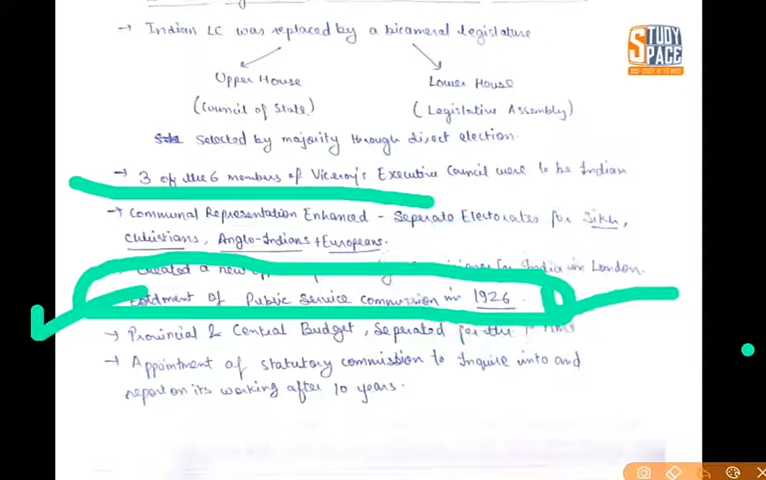 → Indian LC was replaced by a bicameral legislature
STUDY SPACE
Upper House Lower House
(Council of State) (Legislative Assembly)
Selected by majority through direct election.
→ 3 of the 6 members of Viceroy's Executive Council were to be Indian
→ Communal Representation Enhanced - Seperate Electorates for Sikh,
Christians, Anglo-Indians + Europeans.
Created a new for India in London.
of Public Service commission in 1926.
→ Provincial & Central Budget, Seperated for the
→ Appointment of statutory commission to Inquire into and
report on its working after 10 years.